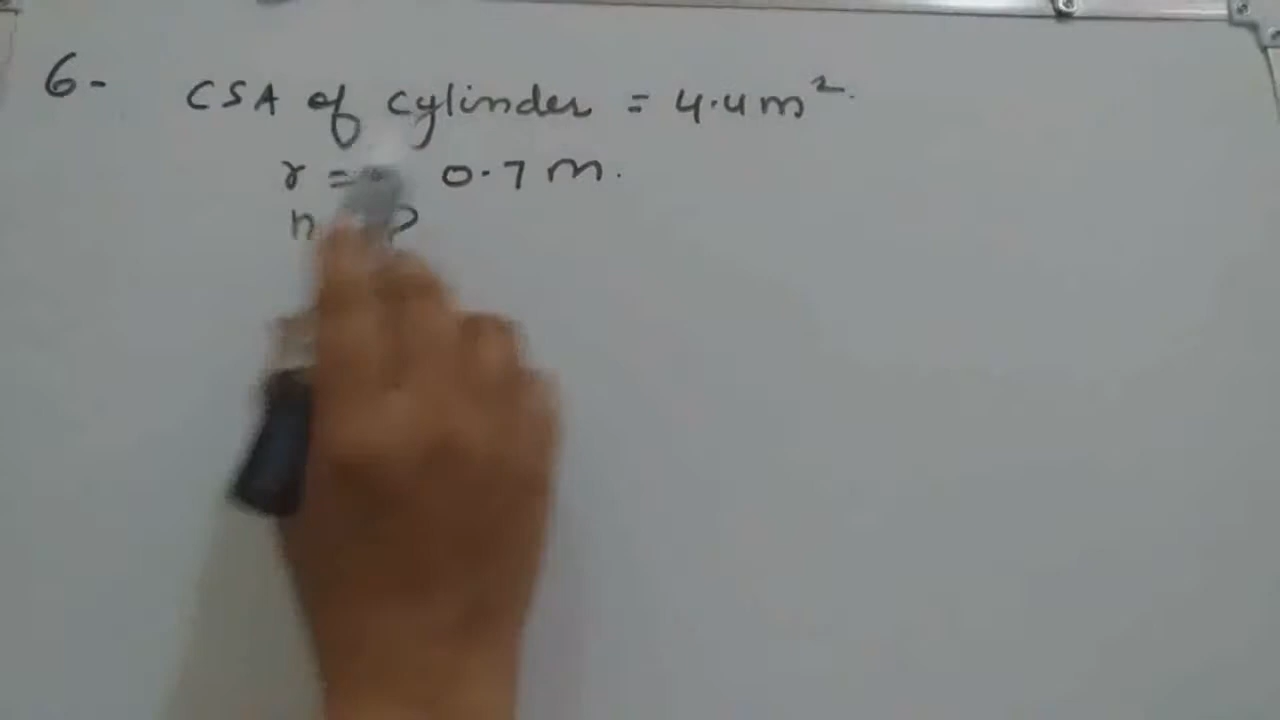 6- CSA of cylinder = 4.4 m².
r = 0.7 m.
h ?